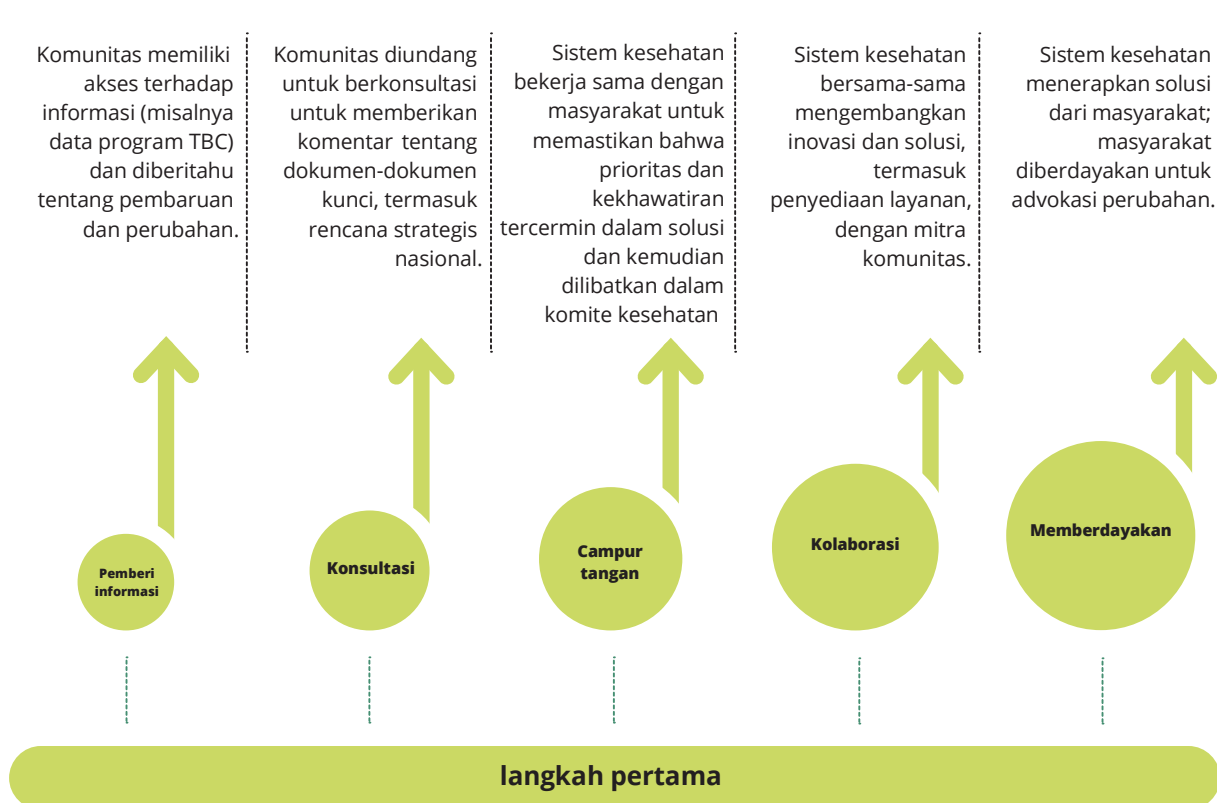 Komunitas memiliki
akses terhadap
informasi (misalnya
data program TBC)
dan diberitahu
tentang pembaruan
dan perubahan.
Komunitas diundang
untuk berkonsultasi
untuk memberikan
komentar tentang
dokumen-dokumen
kunci, termasuk
rencana strategis
nasional.
Sistem kesehatan
bekerja sama dengan
masyarakat untuk
memastikan bahwa
prioritas dan
kekhawatiran
tercermin dalam solusi
dan kemudian
dilibatkan dalam
komite kesehatan
Sistem kesehatan
bersama-sama
mengembangkan
inovasi dan solusi,
termasuk
penyediaan layanan,
dengan mitra
komunitas.
Sistem kesehatan
menerapkan solusi
dari masyarakat;
masyarakat
diberdayakan untuk
advokasi perubahan.
Pemberi
informasi
Konsultasi
Campur
tangan
Kolaborasi
Memberdayakan
langkah pertama